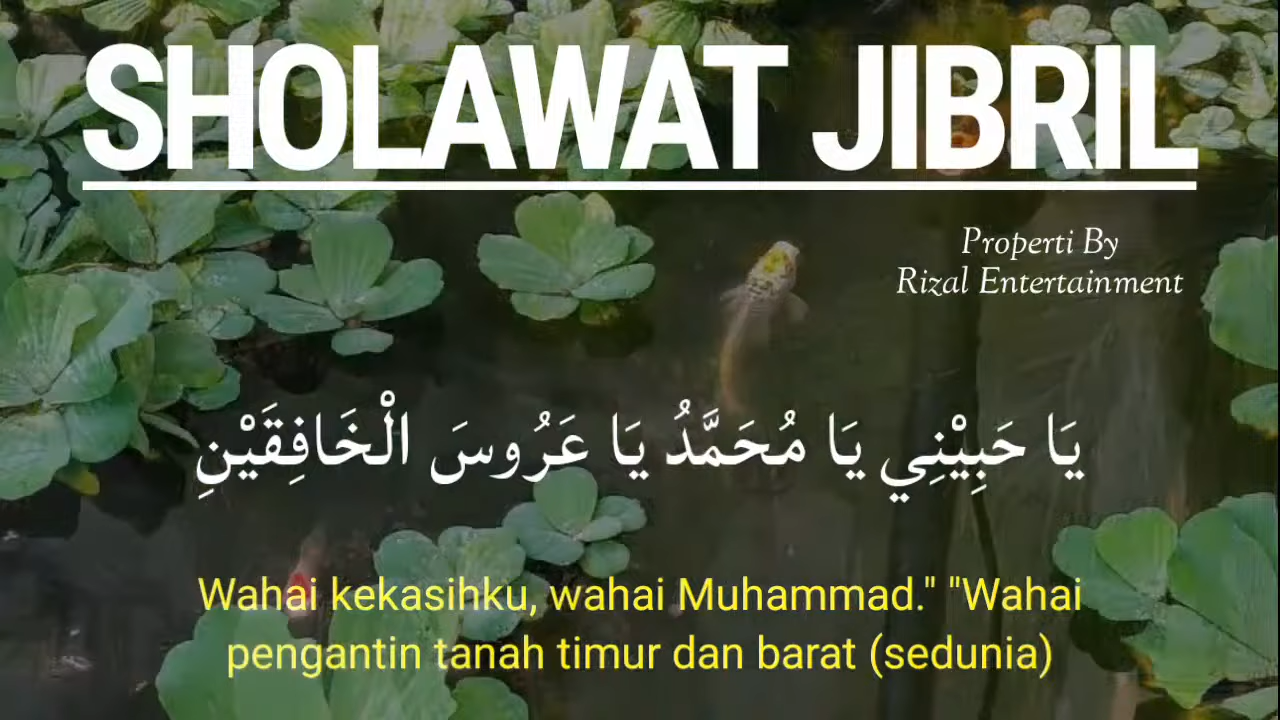 SHOLAWAT JIBRIL
Properti By
Rizal Entertainment
يَا حَبِيْنِي يَا مُحَمَّدُ يَا عَرُوسَ الْخَافِقَيْنِ
Wahai kekasihku, wahai Muhammad." "Wahai
pengantin tanah timur dan barat (sedunia)